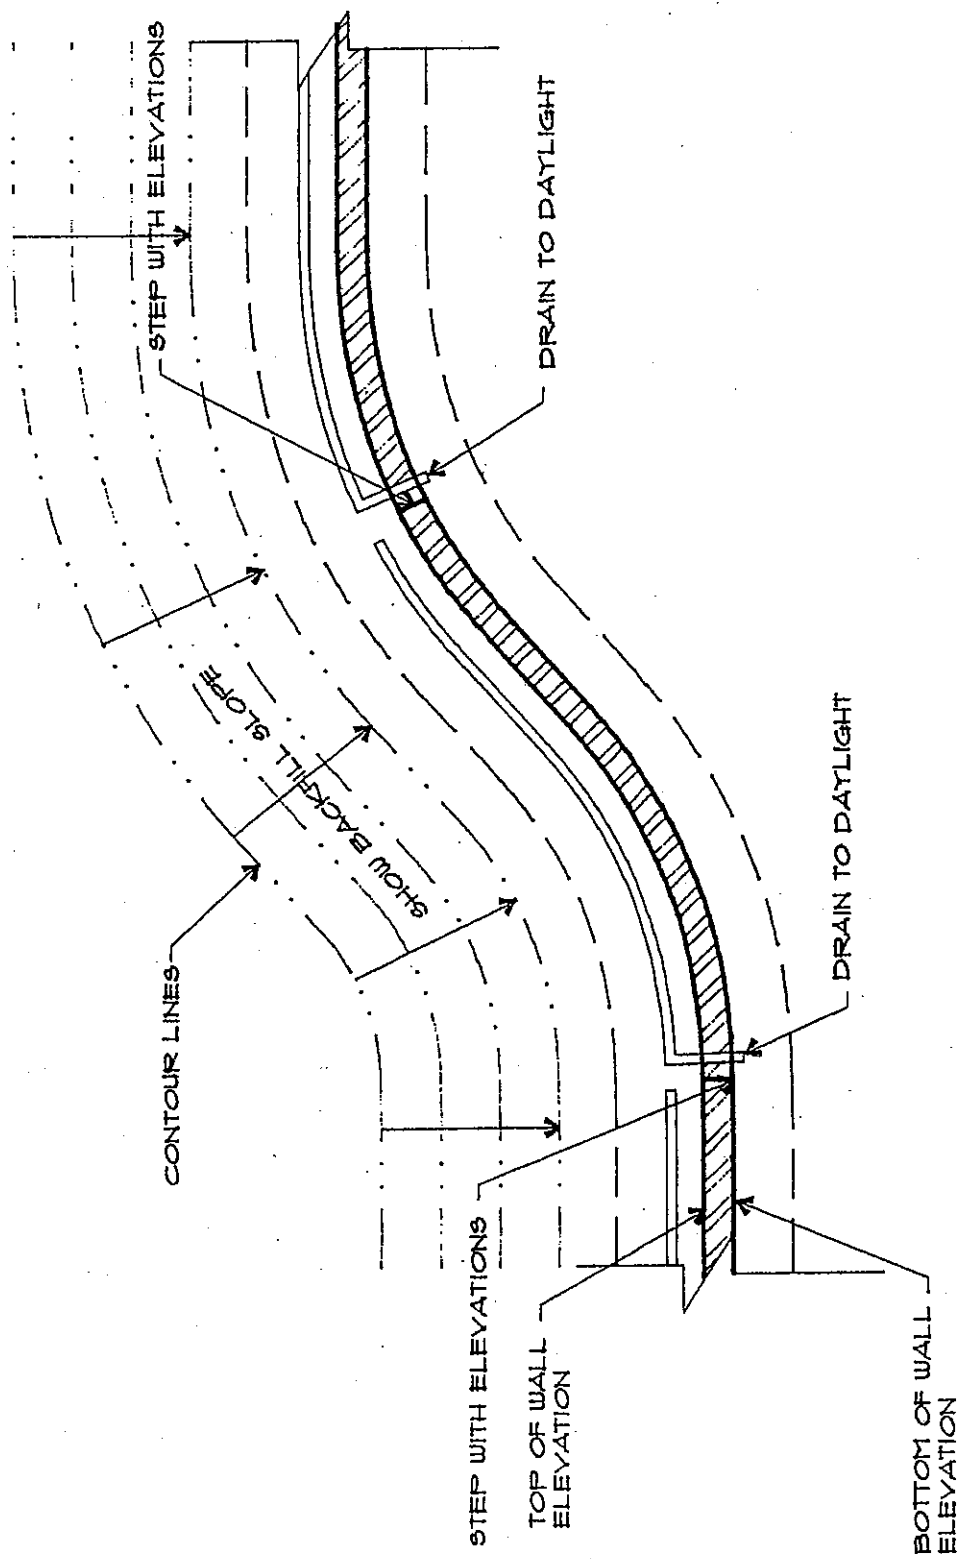 STEP WITH ELEVATIONS
DRAIN TO DAYLIGHT
SHOW BACKFILL SLOPE
CONTOUR LINES
DRAIN TO DAYLIGHT
STEP WITH ELEVATIONS
TOP OF WALL
ELEVATION
BOTTOM OF WALL
ELEVATION